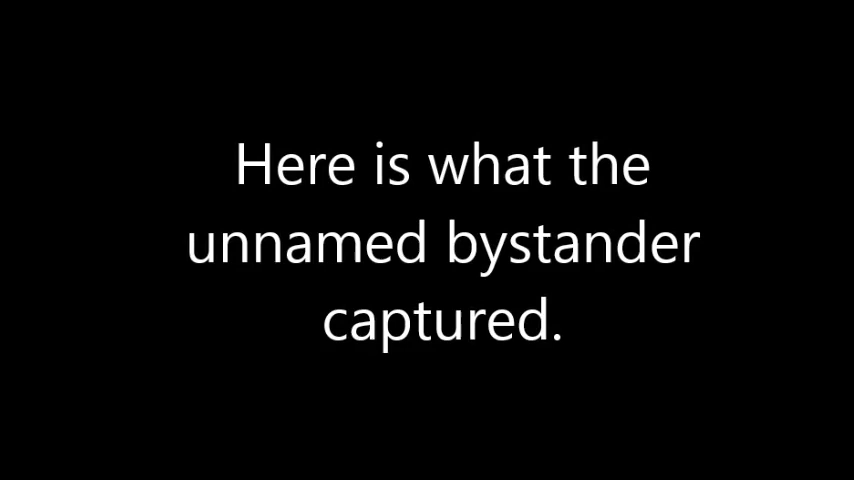 Here is what the
unnamed bystander
captured.